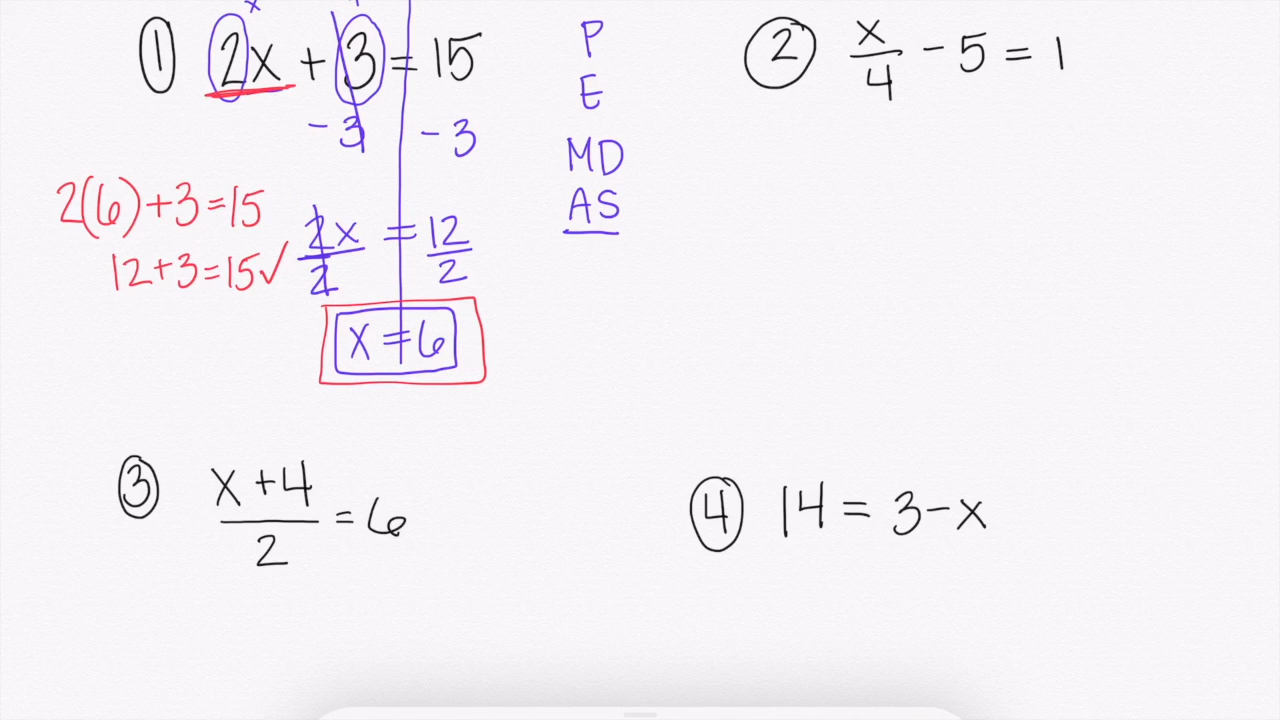 ① 2x + 3 = 15
- 3 - 3
2(6) + 3 = 15
12 + 3 = 15 ✓
2x/2 = 12/2
x = 6
P
E
MD
AS
② x/4 - 5 = 1
③ (x + 4)/2 = 6
④ 14 = 3 - x